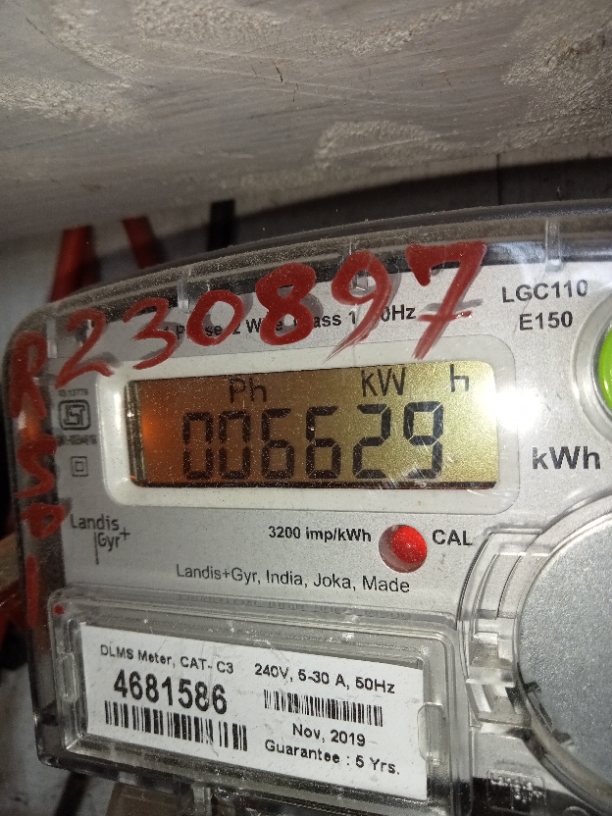 R230897
LGC110
E150
Ph kW h
006629
kWh
3200 imp/kWh CAL
Landis
Gyr+
Landis+Gyr, India, Joka, Made
DLMS Meter, CAT- C3
4681586
240V, 5-30 A, 50Hz
Nov, 2019
Guarantee : 5 Yrs.